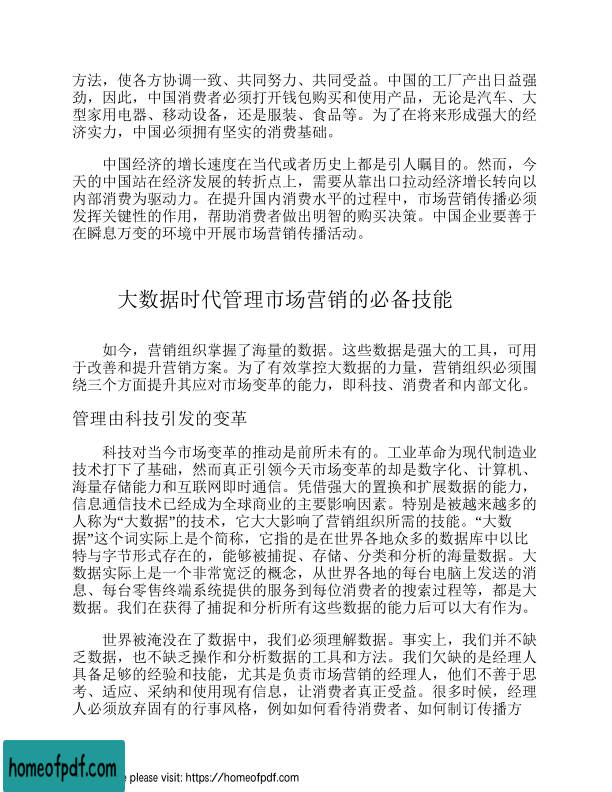 方法，使各方协调一致、共同努力、共同受益。中国的工厂产出日益强
劲，因此，中国消费者必须打开钱包购买和使用产品，无论是汽车、大
型家用电器、移动设备，还是服装、食品等。为了在将来形成强大的经
济实力，中国必须拥有坚实的消费基础。
中国经济的增长速度在当代或者历史上都是引人瞩目的。然而，今
天的中国站在经济发展的转折点上，需要从靠出口拉动经济增长转向以
内部消费为驱动力。在提升国内消费水平的过程中，市场营销传播必须
发挥关键性的作用，帮助消费者做出明智的购买决策。中国企业要善于
在瞬息万变的环境中开展市场营销传播活动。
大数据时代管理市场营销的必备技能
如今，营销组织掌握了海量的数据。这些数据是强大的工具，可用
于改善和提升营销方案。为了有效掌控大数据的力量，营销组织必须围
绕三个方面提升其应对市场变革的能力，即科技、消费者和内部文化。
管理由科技引发的变革
科技对当今市场变革的推动是前所未有的。工业革命为现代制造业
技术打下了基础，然而真正引领今天市场变革的却是数字化、计算机、
海量存储能力和互联网即时通信。凭借强大的置换和扩展数据的能力，
信息通信技术已经成为全球商业的主要影响因素。特别是被越来越多的
人称为“大数据”的技术，它大大影响了营销组织所需的技能。“大数
据”这个词实际上是个简称，它指的是在世界各地众多的数据库中以比
特与字节形式存在的，能够被捕捉、存储、分类和分析的海量数据。大
数据实际上是一个非常宽泛的概念，从世界各地的每台电脑上发送的消
息、每台零售终端系统提供的服务到每位消费者的搜索过程等，都是大
数据。我们在获得了捕捉和分析所有这些数据的能力后可以大有作为。
世界被淹没在了数据中，我们必须理解数据。事实上，我们并不缺
乏数据，也不缺乏操作和分析数据的工具和方法。我们欠缺的是经理人
具备足够的经验和技能，尤其是负责市场营销的经理人，他们不善于思
考、适应、采纳和使用现有信息，让消费者真正受益。很多时候，经理
人必须放弃固有的行事风格，例如如何看待消费者、如何制订传播方
homeofpdf.com
please visit: https://homeofpdf.com